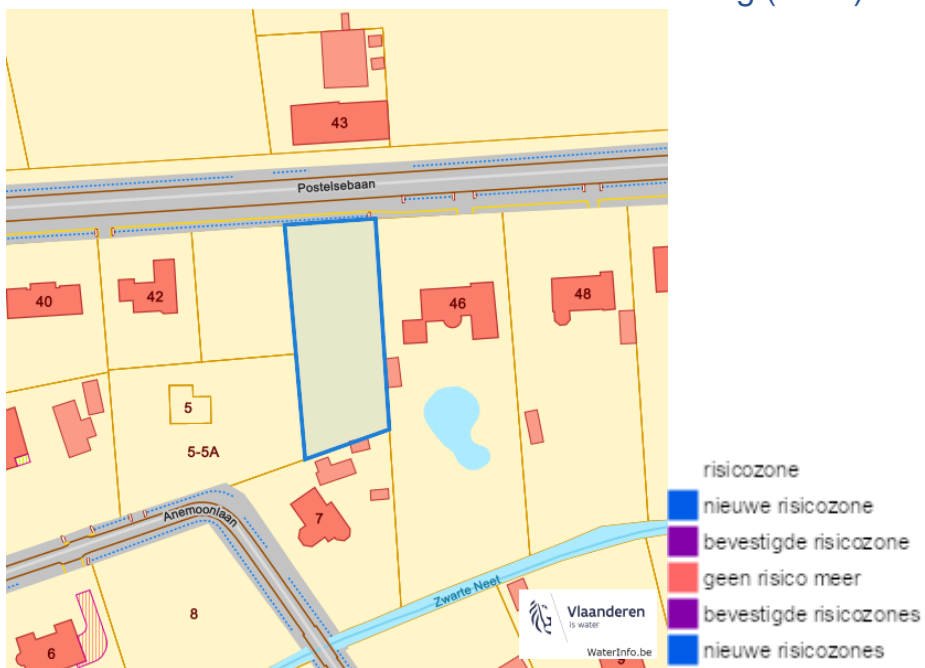 43
Postelsebaan
40
42
46
48
5
5-5A
Anemoonlaan
7
Zwarte Neet
8
6
9
Vlaanderen
is water
WaterInfo.be
risicozone
nieuwe risicozone
bevestigde risicozone
geen risico meer
bevestigde risicozones
nieuwe risicozones